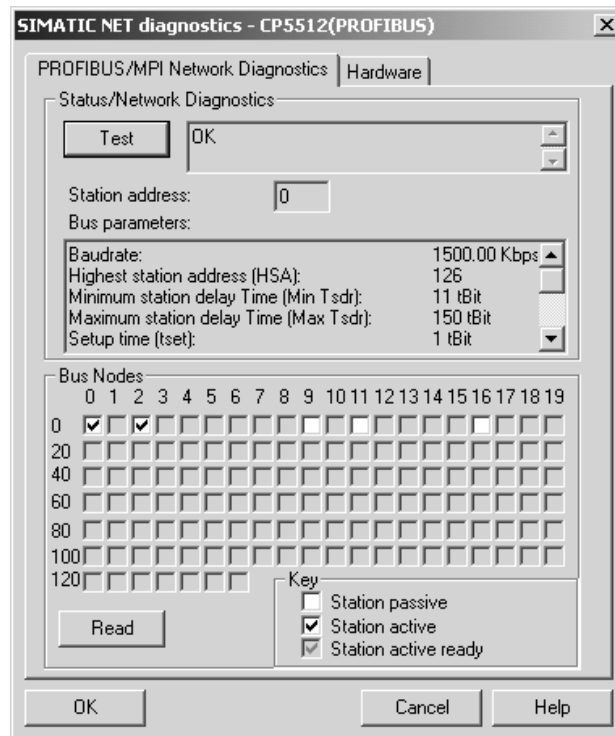 SIMATIC NET diagnostics - CP5512(PROFIBUS)
PROFIBUS/MPI Network Diagnostics Hardware
Status/Network Diagnostics
Test OK
Station address: 0
Bus parameters:
Baudrate: 1500.00 Kbps
Highest station address (HSA): 126
Minimum station delay Time (Min Tsdr): 11 tBit
Maximum station delay Time (Max Tsdr): 150 tBit
Setup time (tset): 1 tBit
Bus Nodes
0 1 2 3 4 5 6 7 8 9 10 11 12 13 14 15 16 17 18 19
0
20
40
60
80
100
120
Key
Station passive
Read
Station active
Station active ready
OK Cancel Help